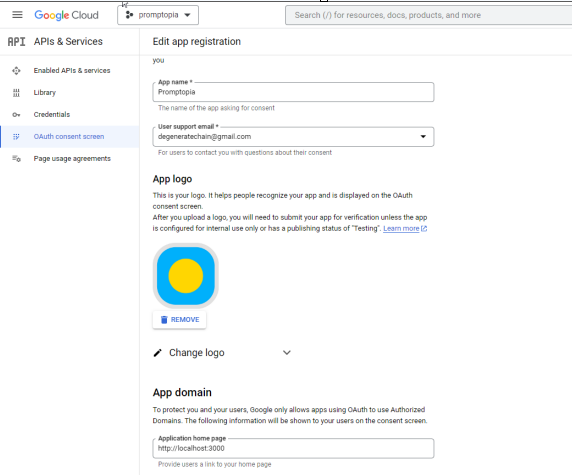 Google Cloud
promptopia
Search (/) for resources, docs, products, and more
API APIs & Services
Edit app registration
Enabled APIs & services
Library
Credentials
OAuth consent screen
Page usage agreements
you
App name *
Promptopia
The name of the app asking for consent
User support email *
degeneratechain@gmail.com
For users to contact you with questions about their consent
App logo
This is your logo. It helps people recognize your app and is displayed on the OAuth
consent screen.
After you upload a logo, you will need to submit your app for verification unless the app
is configured for internal use only or has a publishing status of "Testing". Learn more
REMOVE
Change logo
App domain
To protect you and your users, Google only allows apps using OAuth to use Authorized
Domains. The following information will be shown to your users on the consent screen.
Application home page
http://localhost:3000
Provide users a link to your home page